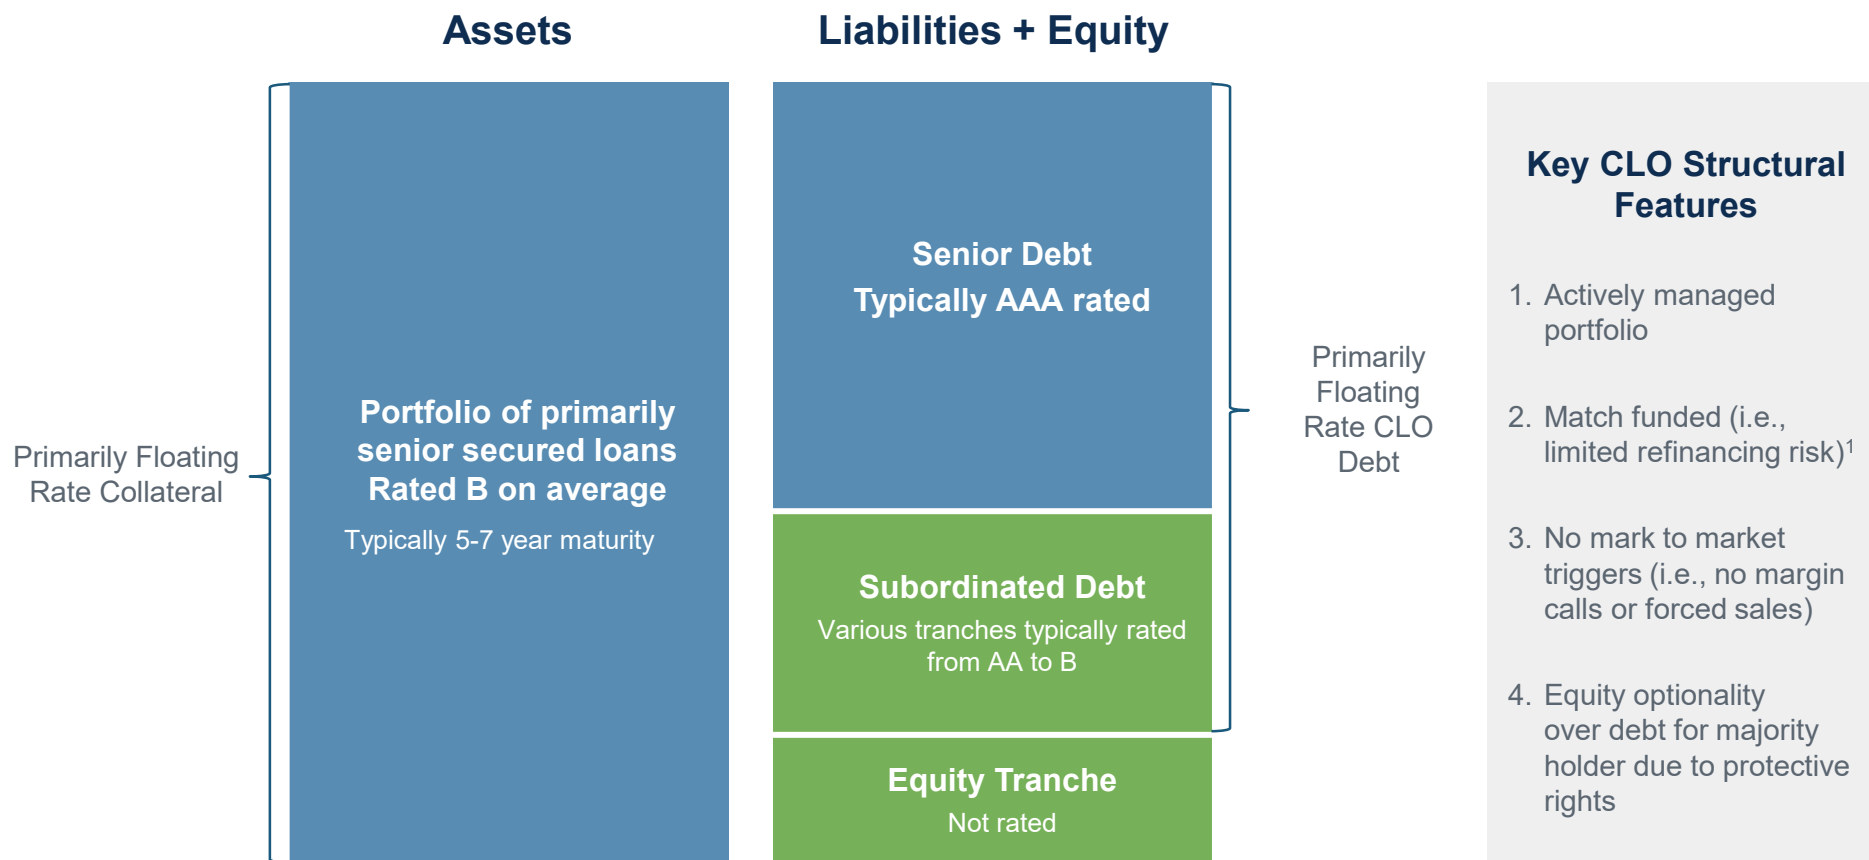 Assets
Liabilities + Equity
Primarily Floating
Rate Collateral
Portfolio of primarily
senior secured loans
Rated B on average
Typically 5-7 year maturity
Senior Debt
Typically AAA rated
Subordinated Debt
Various tranches typically rated
from AA to B
Equity Tranche
Not rated
Primarily
Floating
Rate CLO
Debt
Key CLO Structural
Features
1. Actively managed
portfolio
2. Match funded (i.e.,
limited refinancing risk)¹
3. No mark to market
triggers (i.e., no margin
calls or forced sales)
4. Equity optionality
over debt for majority
holder due to protective
rights